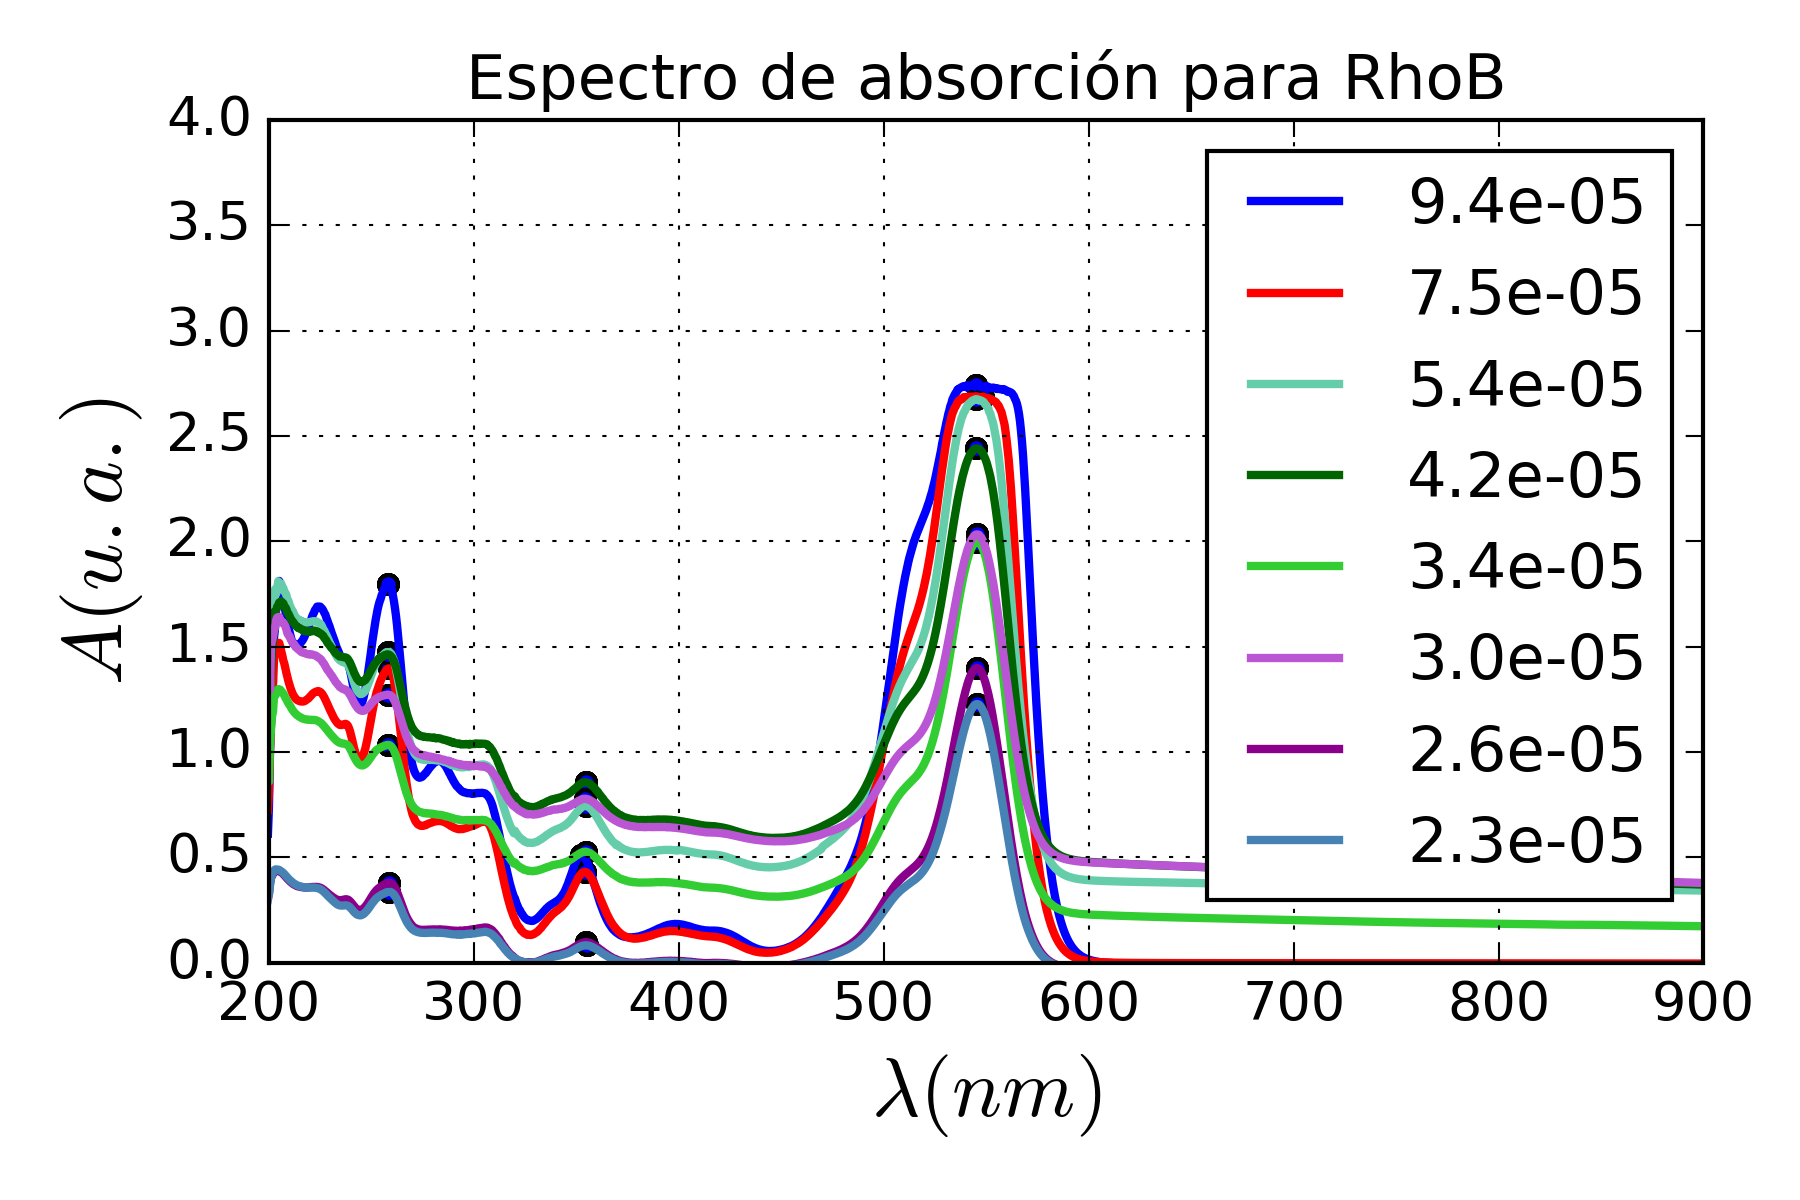 Espectro de absorción para RhoB
4.0
3.5
3.0
2.5
2.0
1.5
1.0
0.5
0.0
A(u.a.)
9.4e-05
7.5e-05
5.4e-05
4.2e-05
3.4e-05
3.0e-05
2.6e-05
2.3e-05
200 300 400 500 600 700 800 900
λ(nm)